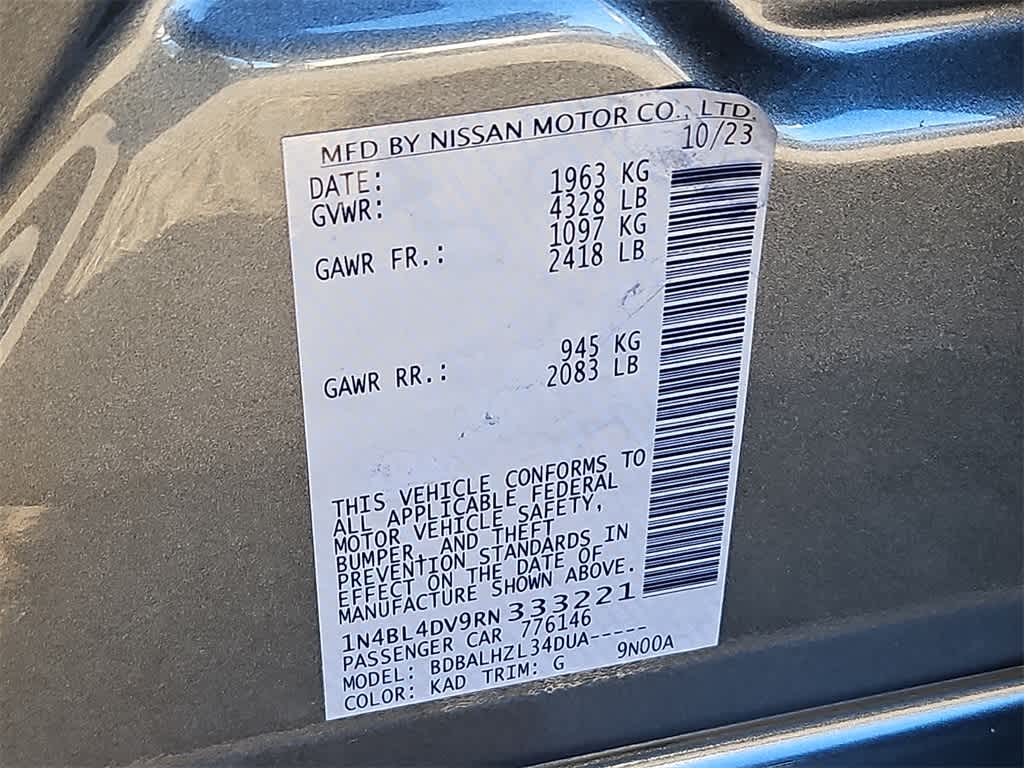 MFD BY NISSAN MOTOR CO., LTD.
DATE: 10/23
GVWR: 1963 KG
4328 LB
GAWR FR.: 1097 KG
2418 LB
GAWR RR.: 945 KG
2083 LB
THIS VEHICLE CONFORMS TO
ALL APPLICABLE FEDERAL
MOTOR VEHICLE SAFETY,
BUMPER, AND THEFT
PREVENTION STANDARDS IN
EFFECT ON THE DATE OF
MANUFACTURE SHOWN ABOVE.
1N4BL4DV9RN333221
PASSENGER CAR 776146
MODEL: BDBALHZL34DUA-----
COLOR: KAD TRIM: G 9N00A